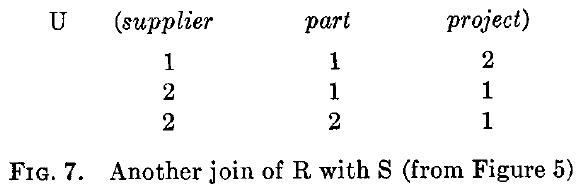 U (supplier part project)
1 1 2
2 1 1
2 2 1
FIG. 7. Another join of R with S (from Figure 5)